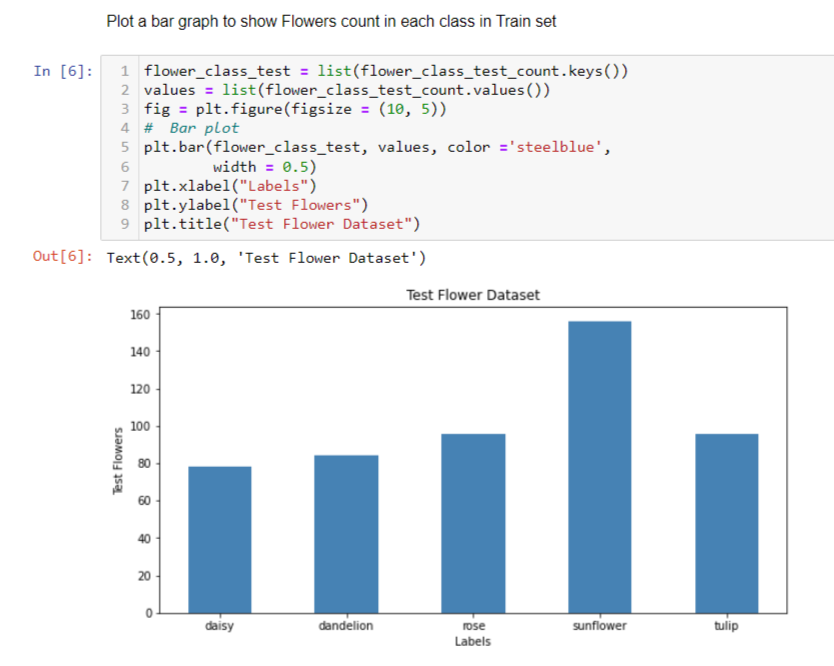 Plot a bar graph to show Flowers count in each class in Train set
In [6]:
1 flower_class_test = list(flower_class_test_count.keys())
2 values = list(flower_class_test_count.values())
3 fig = plt.figure(figsize = (10, 5))
4 #  Bar plot
5 plt.bar(flower_class_test, values, color ='steelblue',
6         width = 0.5)
7 plt.xlabel("Labels")
8 plt.ylabel("Test Flowers")
9 plt.title("Test Flower Dataset")
Out[6]: Text(0.5, 1.0, 'Test Flower Dataset')
Test Flower Dataset
160
140
120
100
80
60
40
20
0
Test Flowers
daisy dandelion rose sunflower tulip
Labels